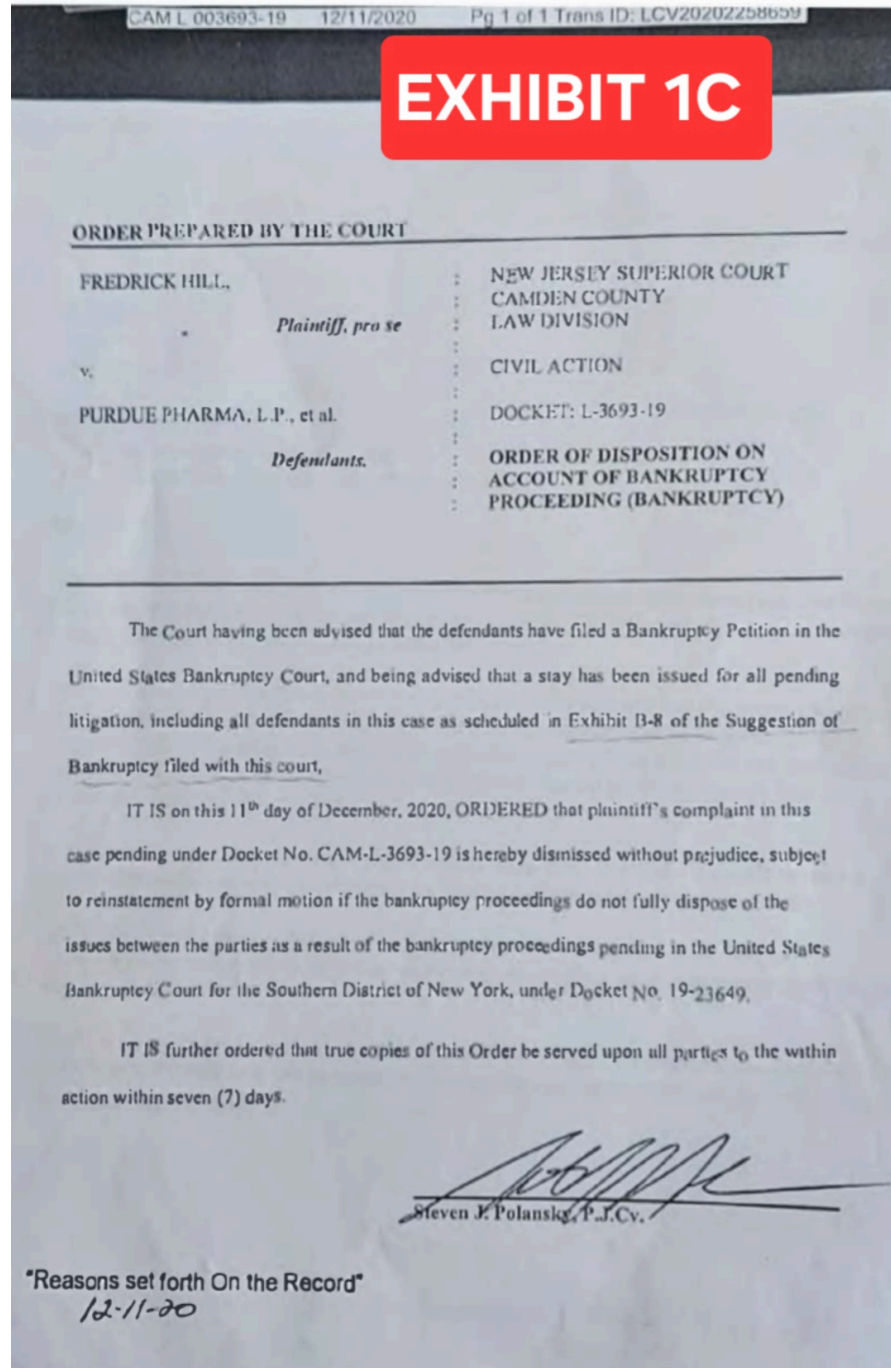 CAM L 003693-19 12/11/2020 Pg 1 of 1 Trans ID: LCV20202258659
EXHIBIT 1C
ORDER PREPARED BY THE COURT
FREDRICK HILL,
Plaintiff, pro se
v.
PURDUE PHARMA, L.P., et al.
Defendants.
: NEW JERSEY SUPERIOR COURT
: CAMDEN COUNTY
: LAW DIVISION
:
: CIVIL ACTION
:
: DOCKET: L-3693-19
:
: ORDER OF DISPOSITION ON
: ACCOUNT OF BANKRUPTCY
: PROCEEDING (BANKRUPTCY)
The Court having been advised that the defendants have filed a Bankruptcy Petition in the
United States Bankruptcy Court, and being advised that a stay has been issued for all pending
litigation, including all defendants in this case as scheduled in Exhibit B-8 of the Suggestion of
Bankruptcy filed with this court,
IT IS on this 11th day of December, 2020, ORDERED that plaintiff's complaint in this
case pending under Docket No. CAM-L-3693-19 is hereby dismissed without prejudice, subject
to reinstatement by formal motion if the bankruptcy proceedings do not fully dispose of the
issues between the parties as a result of the bankruptcy proceedings pending in the United States
Bankruptcy Court for the Southern District of New York, under Docket No. 19-23649.
IT IS further ordered that true copies of this Order be served upon all parties to the within
action within seven (7) days.
Steven J. Polansky, P.J.Cv.
"Reasons set forth On the Record"
12-11-20